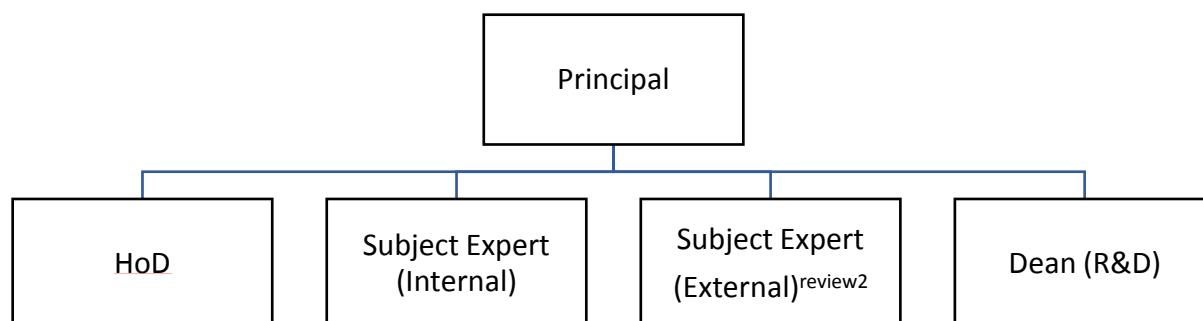 Principal
HoD
Subject Expert
(Internal)
Subject Expert
(External)review2
Dean (R&D)